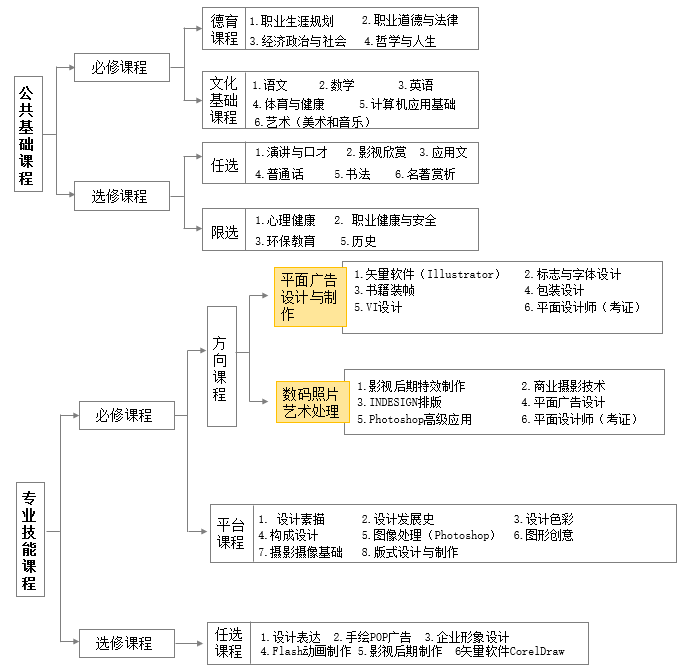 公共基础课程
必修课程
德育课程
1.职业生涯规划 2.职业道德与法律
3.经济政治与社会 4.哲学与人生
文化基础课程
1.语文 2.数学 3.英语
4.体育与健康 5.计算机应用基础
6.艺术（美术和音乐）
选修课程
任选
1.演讲与口才 2.影视欣赏 3.应用文
4.普通话 5.书法 6.名著赏析
限选
1.心理健康 2. 职业健康与安全
3.环保教育 5.历史
专业技能课程
必修课程
方向课程
平面广告设计与制作
1.矢量软件（Illustrator） 2.标志与字体设计
3.书籍装帧 4.包装设计
5.VI设计 6.平面设计师（考证）
数码照片艺术处理
1.影视后期特效制作 2.商业摄影技术
3.INDESIGN排版 4.平面广告设计
5.Photoshop高级应用 6.平面设计师（考证）
平台课程
1. 设计素描 2.设计发展史 3.设计色彩
4.构成设计 5.图像处理（Photoshop） 6.图形创意
7.摄影摄像基础 8.版式设计与制作
选修课程
任选课程
1.设计表达 2.手绘POP广告 3.企业形象设计
4.Flash动画制作 5.影视后期制作 6矢量软件CorelDraw